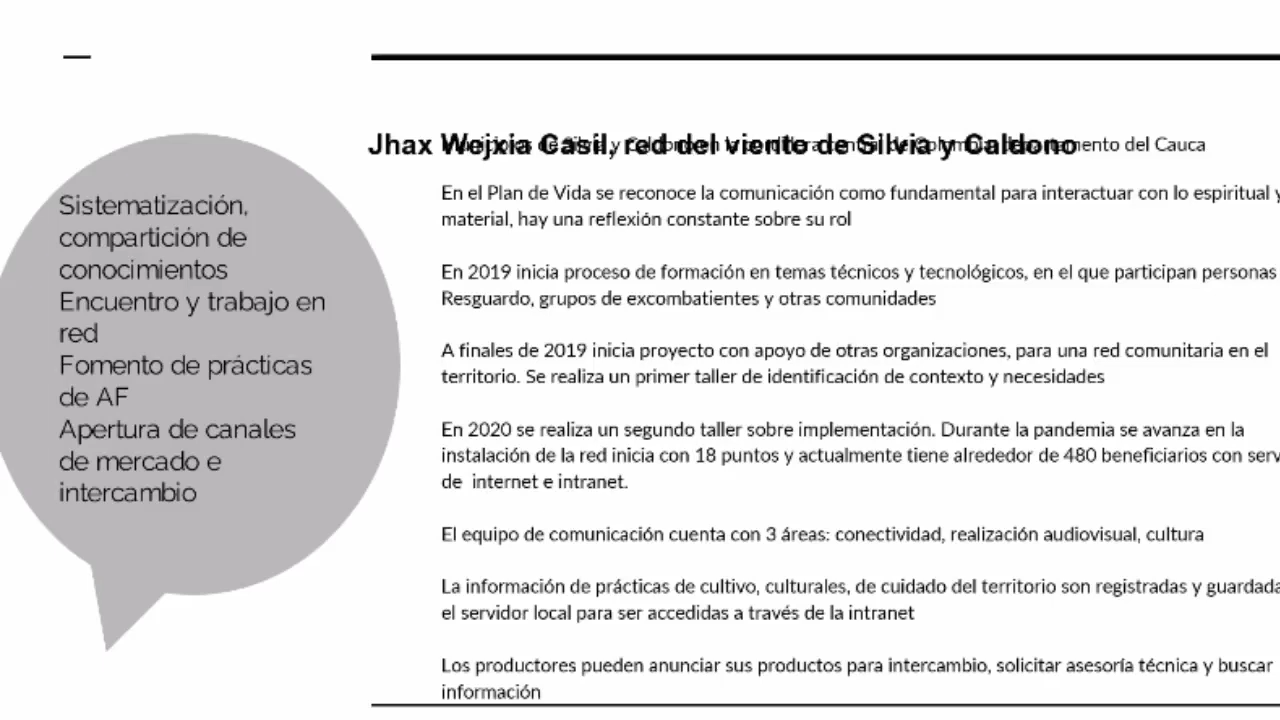 Sistematización,
compartición de
conocimientos
Encuentro y trabajo en
red
Fomento de prácticas
de AF
Apertura de canales
de mercado e
intercambio
Jhax Wejxia Casil, red del viento de Silvia y Caldono
departamento del Cauca
En el Plan de Vida se reconoce la comunicación como fundamental para interactuar con lo espiritual y
material, hay una reflexión constante sobre su rol
En 2019 inicia proceso de formación en temas técnicos y tecnológicos, en el que participan personas
Resguardo, grupos de excombatientes y otras comunidades
A finales de 2019 inicia proyecto con apoyo de otras organizaciones, para una red comunitaria en el
territorio. Se realiza un primer taller de identificación de contexto y necesidades
En 2020 se realiza un segundo taller sobre implementación. Durante la pandemia se avanza en la
instalación de la red inicia con 18 puntos y actualmente tiene alrededor de 480 beneficiarios con serv
de internet e intranet.
El equipo de comunicación cuenta con 3 áreas: conectividad, realización audiovisual, cultura
La información de prácticas de cultivo, culturales, de cuidado del territorio son registradas y guardada
el servidor local para ser accedidas a través de la intranet
Los productores pueden anunciar sus productos para intercambio, solicitar asesoría técnica y buscar
información